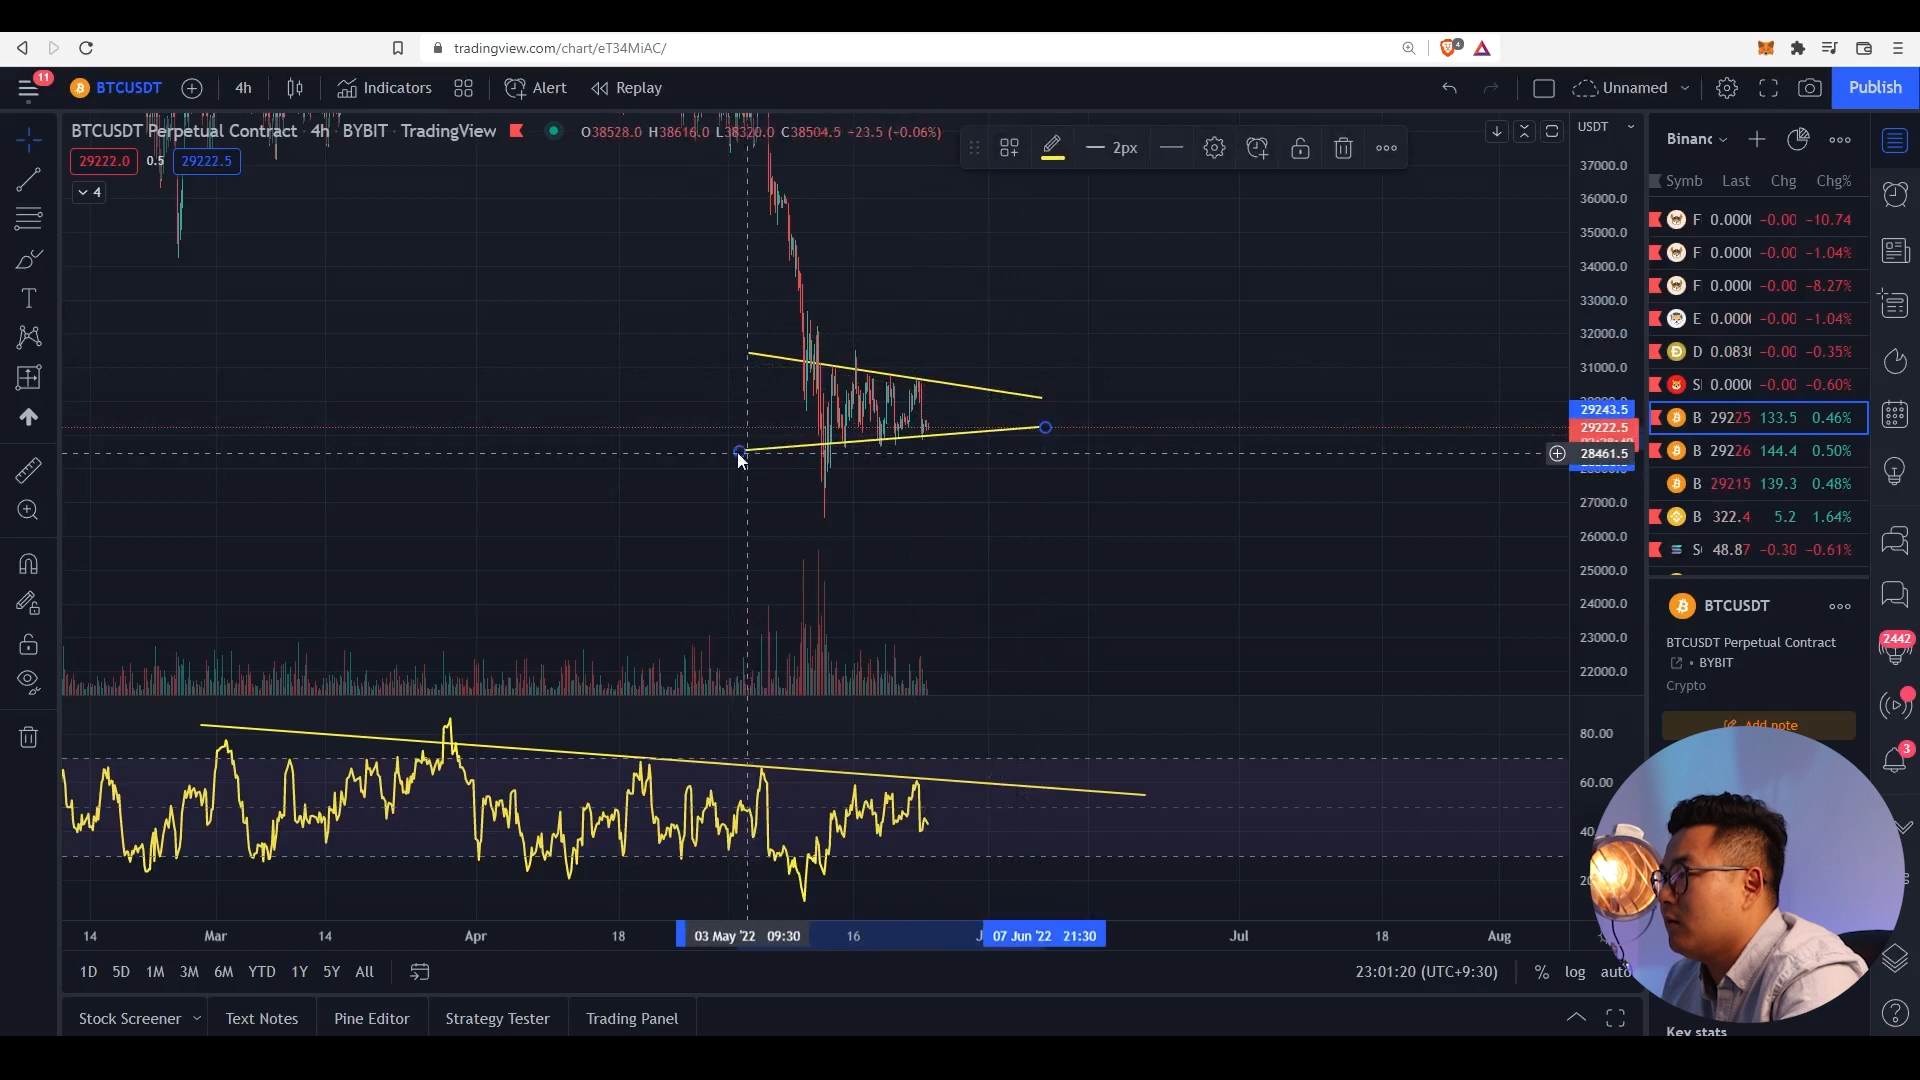 tradingview.com/chart/eT34MiAC/
4
11
BTCUSDT
4h
Indicators
Alert
Replay
Unnamed
Publish
BTCUSDT Perpetual Contract · 4h · BYBIT · TradingView
O38528.0 H38616.0 L38320.0 C38504.5 −23.5 (−0.06%)
29222.0
0.5
29222.5
4
2px
USDT
37000.0
36000.0
35000.0
34000.0
33000.0
32000.0
31000.0
29243.5
29222.5
28461.5
27000.0
26000.0
25000.0
24000.0
23000.0
22000.0
80.00
60.00
40
20
Binanc
Symb Last Chg Chg%
F 0.000 −0.00 −10.74
F 0.000 −0.00 −1.04%
F 0.000 −0.00 −8.27%
E 0.000 −0.00 −1.04%
D 0.083 −0.00 −0.35%
S 0.000 −0.00 −0.60%
B 29225 133.5 0.46%
B 29226 144.4 0.50%
B 29215 139.3 0.48%
B 322.4 5.2 1.64%
S 48.87 −0.30 −0.61%
BTCUSDT
BTCUSDT Perpetual Contract
• BYBIT
Crypto
Add note
2442
3
14 Mar 14 Apr 18 03 May '22 09:30 16 07 Jun '22 21:30 Jul 18 Aug
1D 5D 1M 3M 6M YTD 1Y 5Y All
23:01:20 (UTC+9:30)
% log auto
Stock Screener
Text Notes
Pine Editor
Strategy Tester
Trading Panel
Key stats